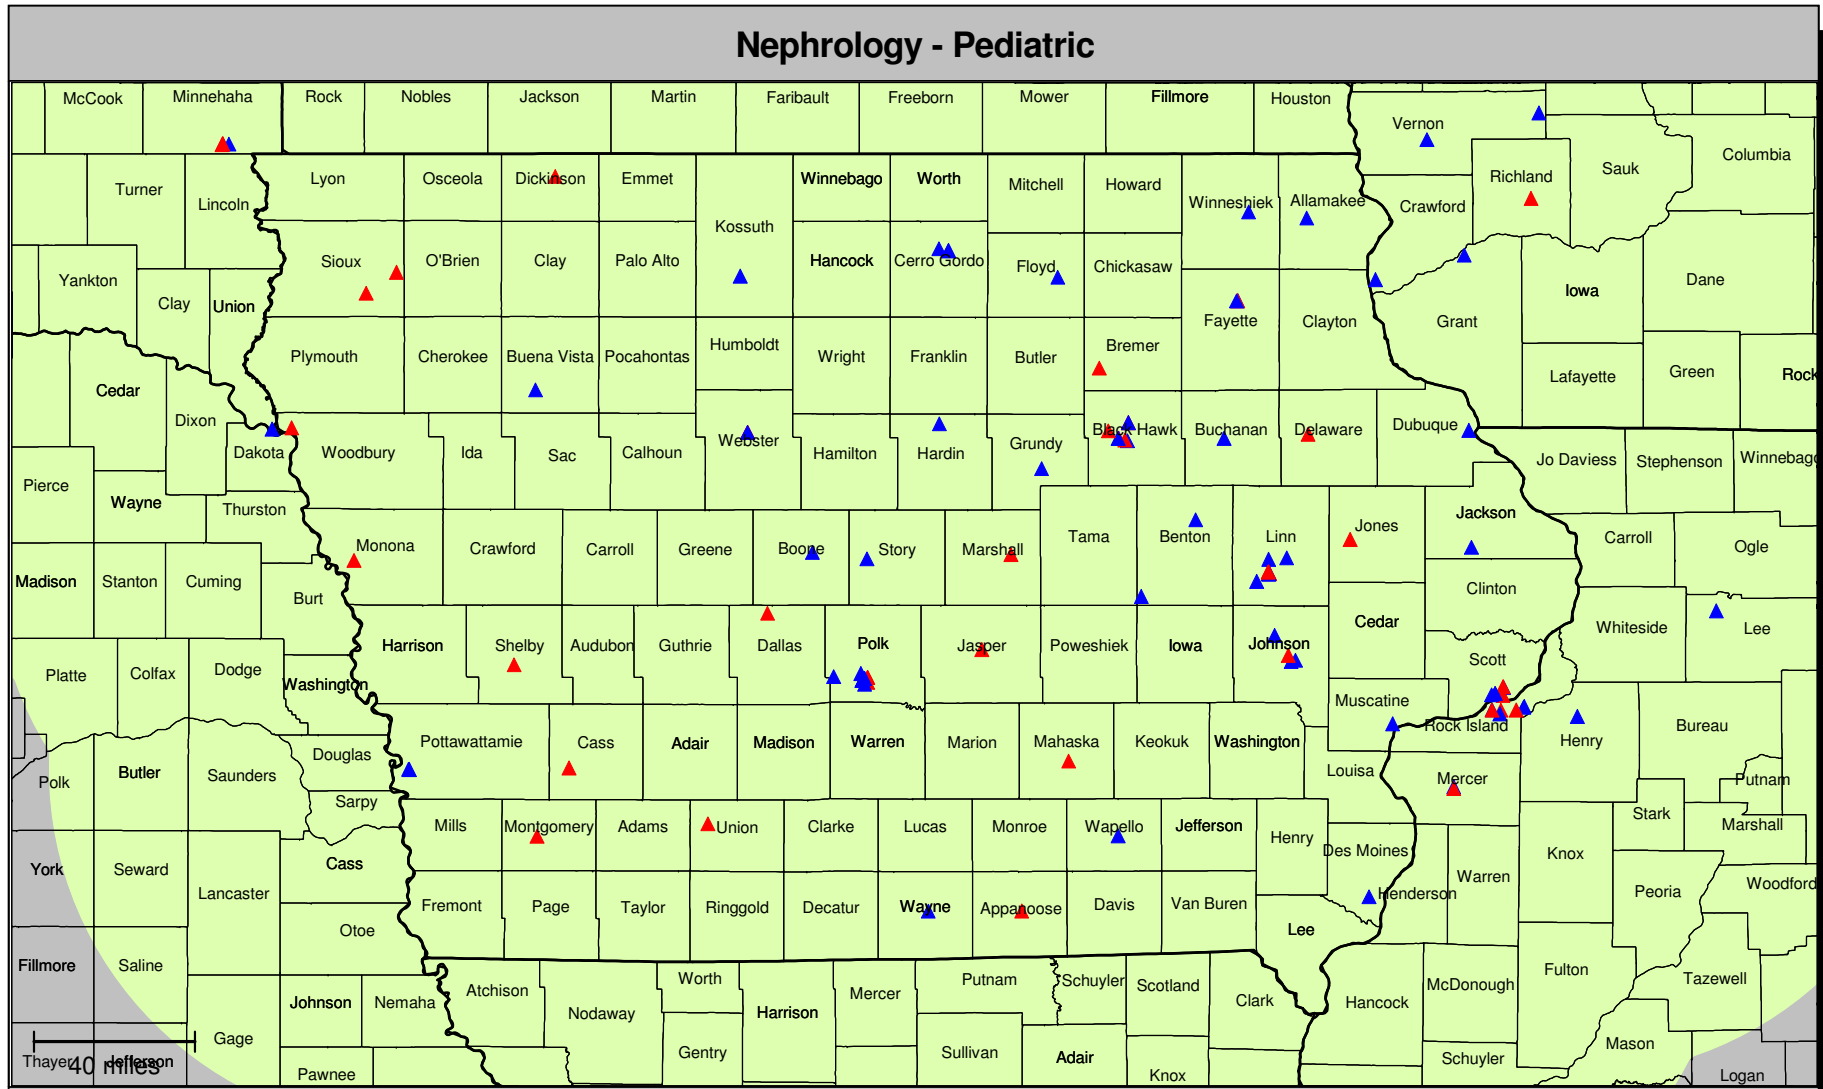 Nephrology - Pediatric
McCook Minnehaha Rock Nobles Jackson Martin Faribault Freeborn Mower Fillmore Houston
Vernon
Columbia
Sauk
Turner Lyon Osceola Dickinson Emmet Winnebago Worth Mitchell Howard Richland
Lincoln Winneshiek Allamakee Crawford
Kossuth
Yankton Sioux O'Brien Clay Palo Alto Hancock Cerro Gordo Floyd Chickasaw Dane
Clay Union Iowa
Fayette Clayton Grant
Plymouth Cherokee Buena Vista Pocahontas Humboldt Wright Franklin Butler Bremer
Cedar Lafayette Green Rock
Dixon
Dakota Woodbury Ida Sac Calhoun Webster Hamilton Hardin Grundy Black Hawk Buchanan Delaware Dubuque
Jo Daviess Stephenson Winnebago
Pierce
Wayne
Thurston
Jackson
Monona Crawford Carroll Greene Boone Story Marshall Tama Benton Linn Jones Carroll Ogle
Madison Stanton Cuming
Burt Clinton
Cedar Whiteside Lee
Harrison Shelby Audubon Guthrie Dallas Polk Jasper Poweshiek Iowa Johnson
Scott
Platte Colfax Dodge
Washington
Muscatine
Rock Island Bureau
Pottawattamie Cass Adair Madison Warren Marion Mahaska Keokuk Washington Henry
Douglas
Polk Butler Saunders Louisa Mercer Putnam
Sarpy
Mills Montgomery Adams Union Clarke Lucas Monroe Wapello Jefferson Henry Stark Marshall
Des Moines Knox
York Seward Cass Warren Woodford
Lancaster Henderson Peoria
Fremont Page Taylor Ringgold Decatur Wayne Appanoose Davis Van Buren
Otoe Lee
Fillmore Saline Fulton
Worth Putnam Schuyler Scotland McDonough Tazewell
Johnson Nemaha Atchison Mercer Clark Hancock
Nodaway Harrison
Gage Gentry Sullivan Adair Mason
Thayer Jefferson Schuyler
40 miles
Pawnee Knox Logan